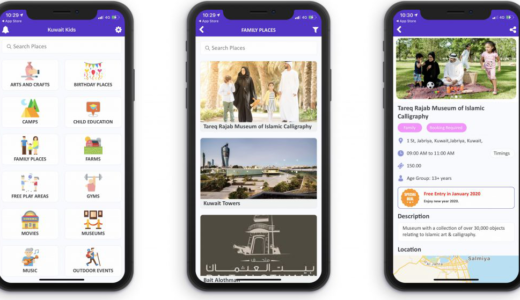 10:29
App Store
Kuwait Kids
Search Places
ARTS AND CRAFTS
BIRTHDAY PLACES
CAMPS
CHILD EDUCATION
FAMILY PLACES
FARMS
FREE PLAY AREAS
GYMS
MOVIES
MUSEUMS
MUSIC
OUTDOOR EVENTS
10:29
App Store
FAMILY PLACES
Search Places
Tareq Rajab Museum of Islamic Calligraphy
Kuwait Towers
بيت العثمان
Bait Alothman
10:30
App Store
Tareq Rajab Museum of Islamic
Calligraphy
1 St, Jabriya, Kuwait,Jabriya, Kuwait,
09:00 AM to 11:00 AM Timings
150.00
Age Group: 13+ years
Free Entry in January 2020
Enjoy new year 2020.
Description
Museum with a collection of over 30,000 objects
relating to Islamic art & calligraphy.
Location
Salmiya